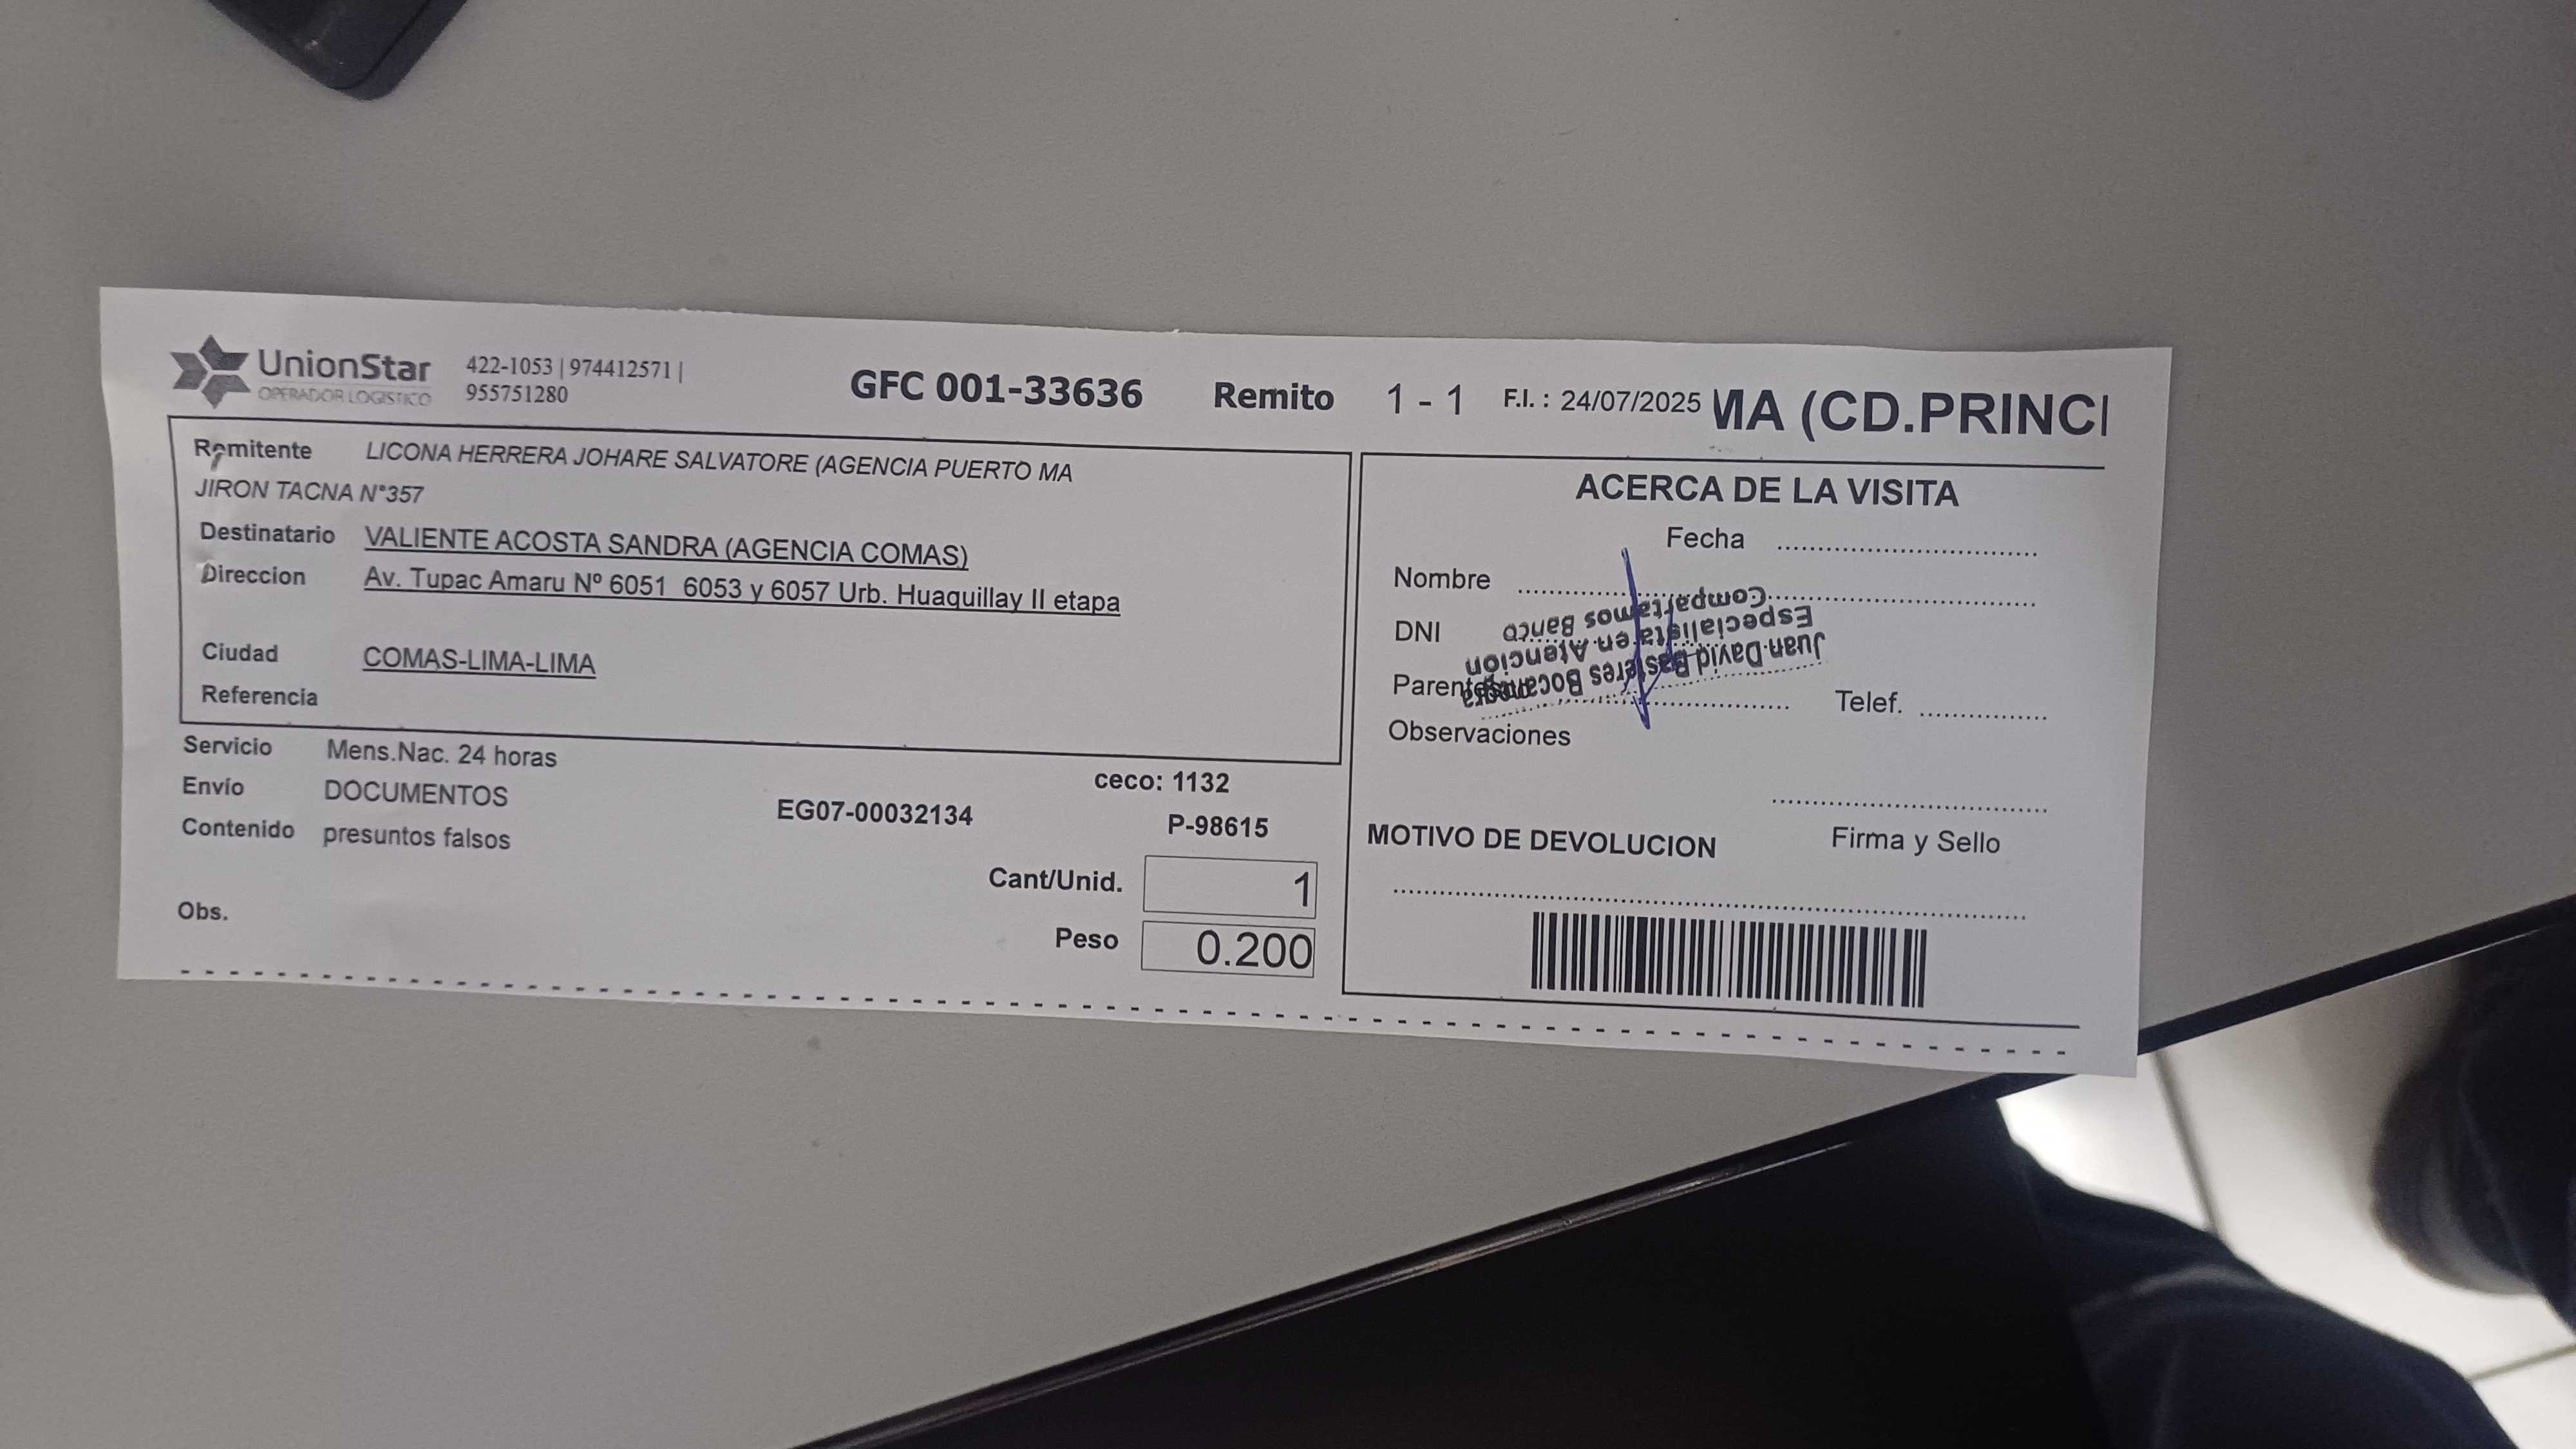 UnionStar
OPERADOR LOGISTICO
422-1053 | 974412571 |
955751280
GFC 001-33636
Remito 1 - 1
F.I. : 24/07/2025
MA (CD.PRINCI
Remitente LICONA HERRERA JOHARE SALVATORE (AGENCIA PUERTO MA
JIRON TACNA N°357
Destinatario VALIENTE ACOSTA SANDRA (AGENCIA COMAS)
Direccion Av. Tupac Amaru Nº 6051 6053 y 6057 Urb. Huaquillay II etapa
Ciudad COMAS-LIMA-LIMA
Referencia
Servicio Mens.Nac. 24 horas
Envío DOCUMENTOS
Contenido presuntos falsos
EG07-00032134
ceco: 1132
P-98615
Cant/Unid. 1
Peso 0.200
Obs.
ACERCA DE LA VISITA
Fecha
Nombre
DNI
Parentesco
Telef.
Observaciones
Juan David Basteres Bocanegra
Especialista en Atención
Compartamos Banco
Firma y Sello
MOTIVO DE DEVOLUCION